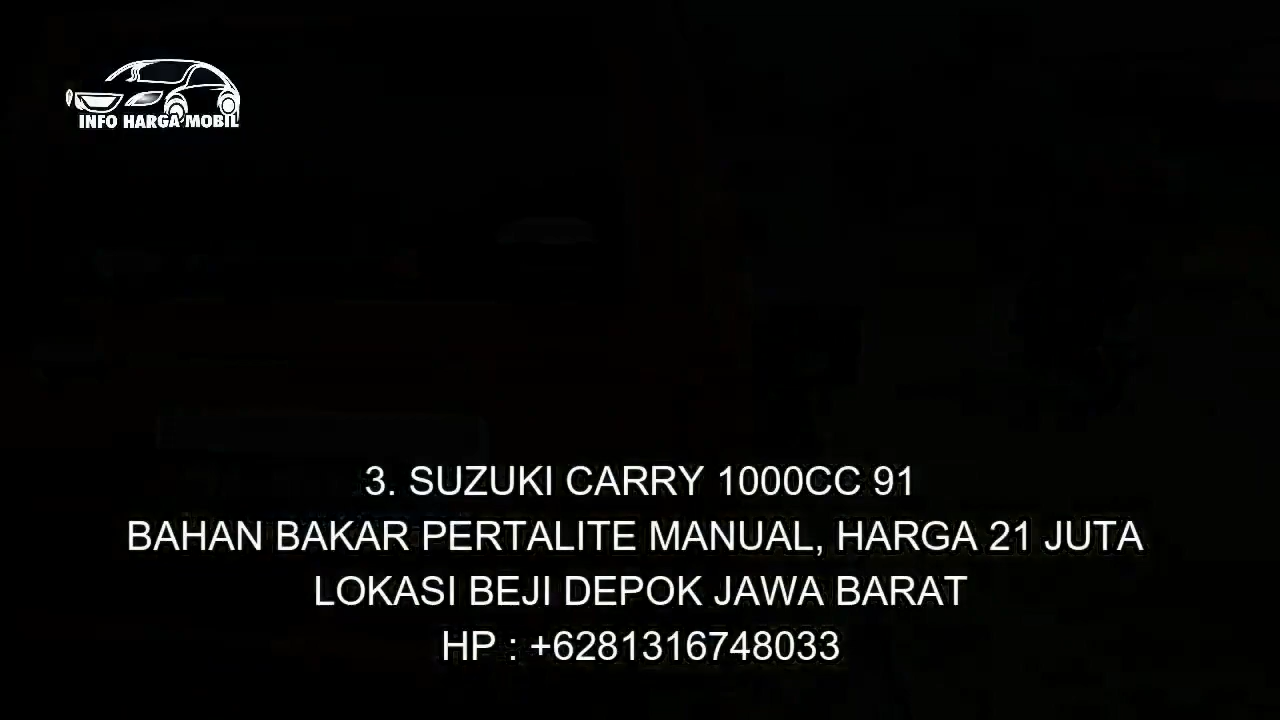 INFO HARGA MOBIL
3. SUZUKI CARRY 1000CC 91
BAHAN BAKAR PERTALITE MANUAL, HARGA 21 JUTA
LOKASI BEJI DEPOK JAWA BARAT
HP : +6281316748033